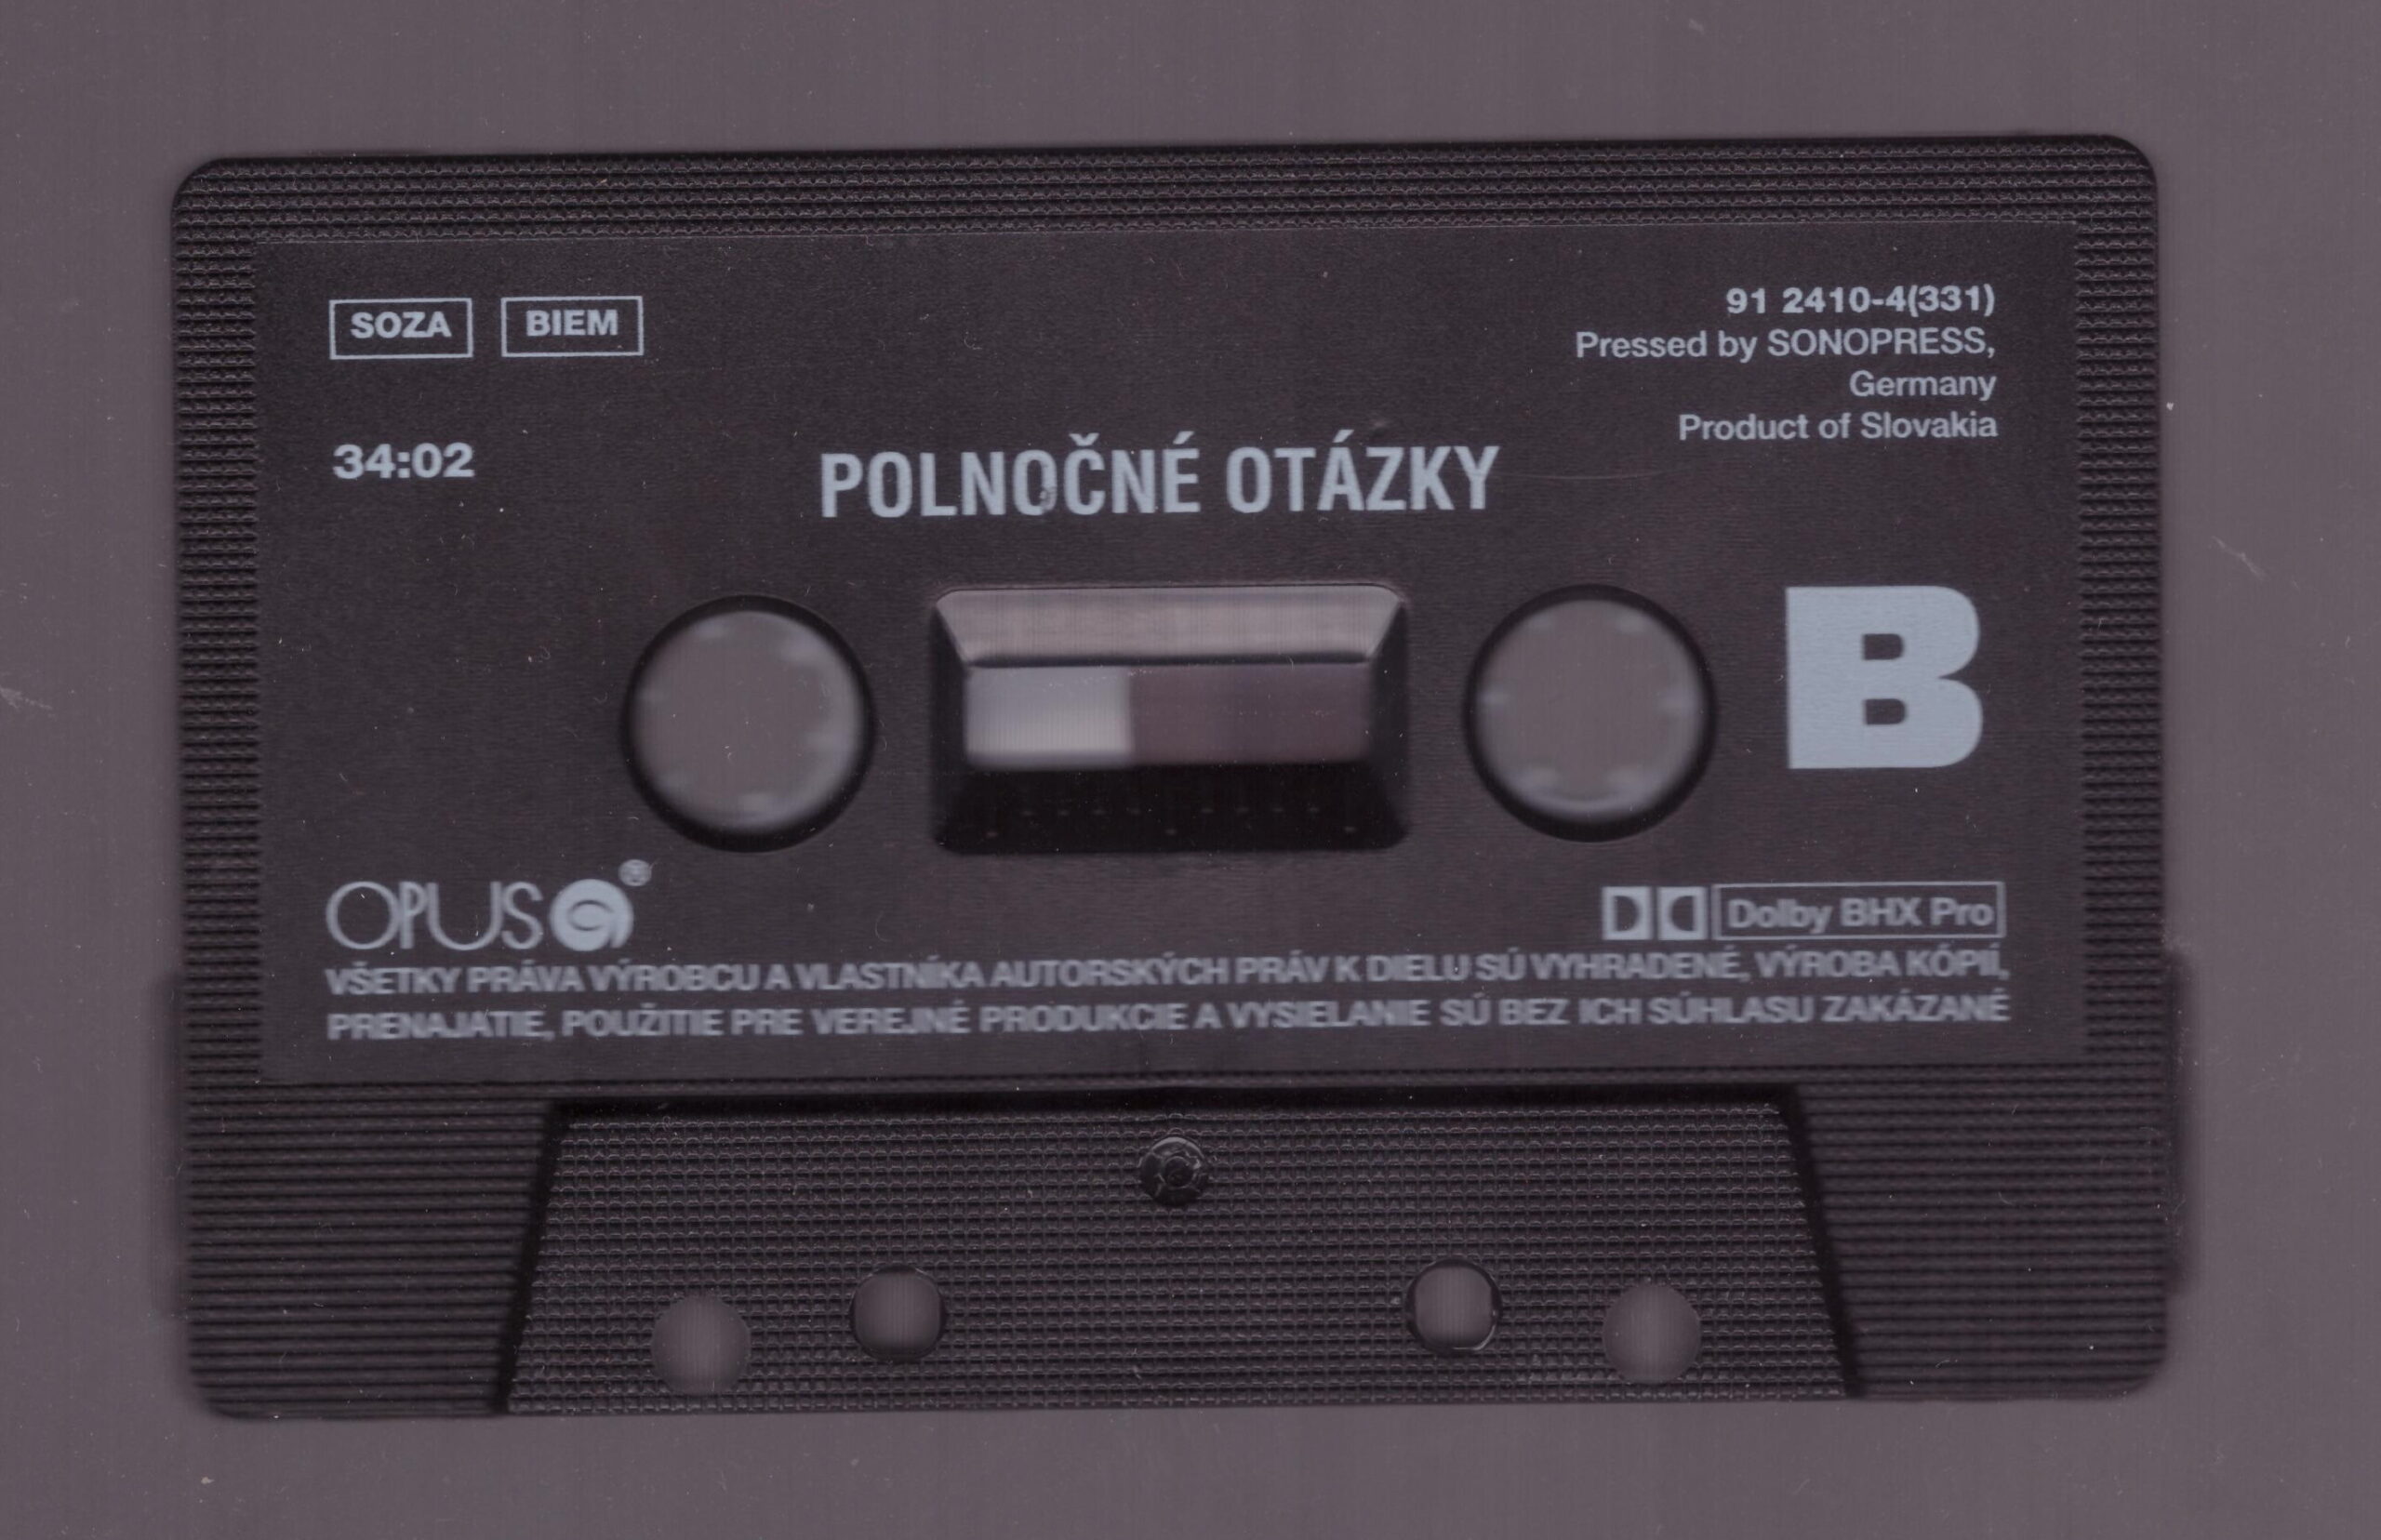 SOZA BIEM
91 2410-4(331)
Pressed by SONOPRESS,
Germany
Product of Slovakia
34:02
POLNOČNÉ OTÁZKY
B
OPUS ®
Dolby BHX Pro
VŠETKY PRÁVA VÝROBCU A VLASTNÍKA AUTORSKÝCH PRÁV K DIELU SÚ VYHRADENÉ, VÝROBA KÓPIÍ,
PRENAJATIE, POUŽITIE PRE VEREJNÉ PRODUKCIE A VYSIELANIE SÚ BEZ ICH SÚHLASU ZAKÁZANÉ